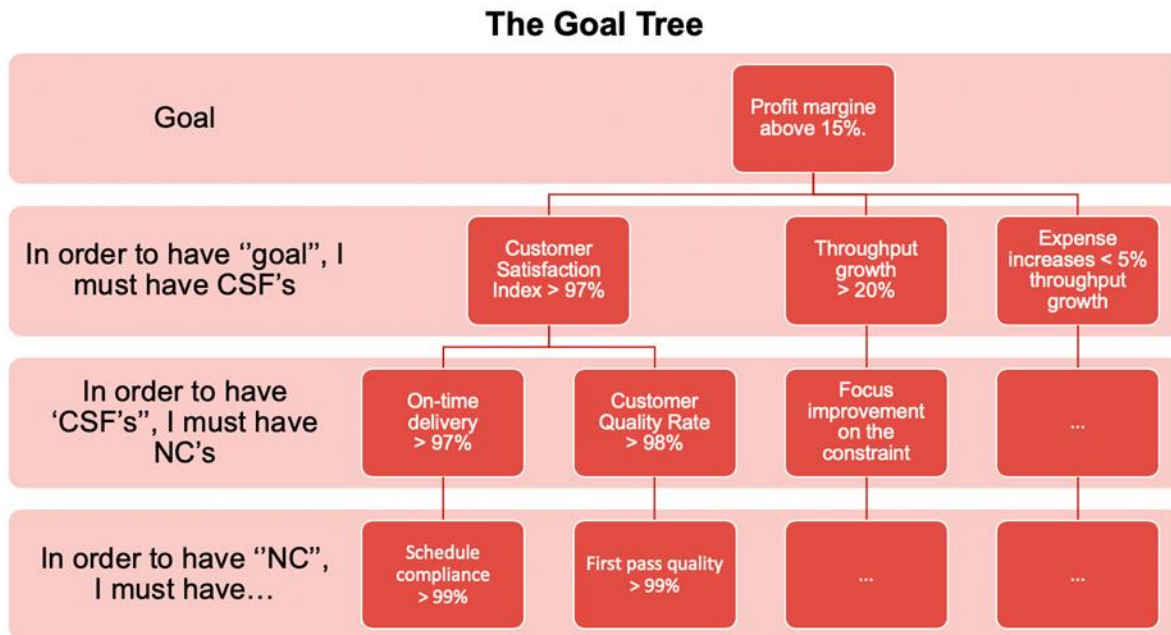 The Goal Tree
Goal
Profit margine
above 15%.
In order to have ‘‘goal’’, I
must have CSF’s
Customer
Satisfaction
Index > 97%
Throughput
growth
> 20%
Expense
increases < 5%
throughput
growth
In order to have
‘CSF’s’’, I must have
NC’s
On-time
delivery
> 97%
Customer
Quality Rate
> 98%
Focus
improvement
on the
constraint
...
In order to have ‘‘NC’’,
I must have…
Schedule
compliance
> 99%
First pass quality
> 99%
...
...